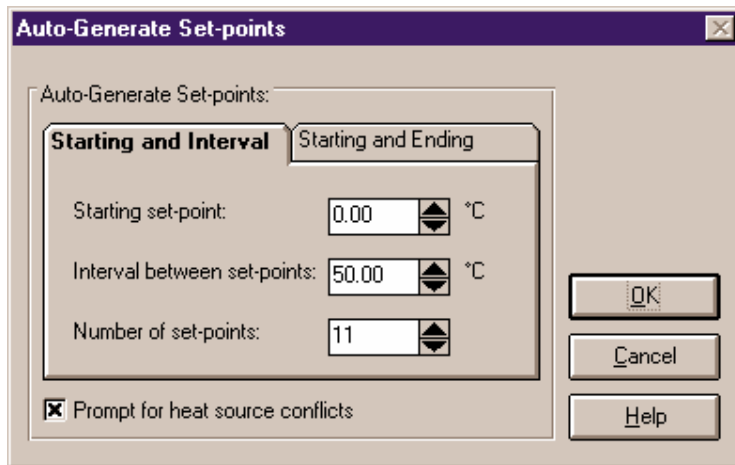 Auto-Generate Set-points
Auto-Generate Set-points:
Starting and Interval
Starting and Ending
Starting set-point: 0.00 °C
Interval between set-points: 50.00 °C
Number of set-points: 11
Prompt for heat source conflicts
OK
Cancel
Help